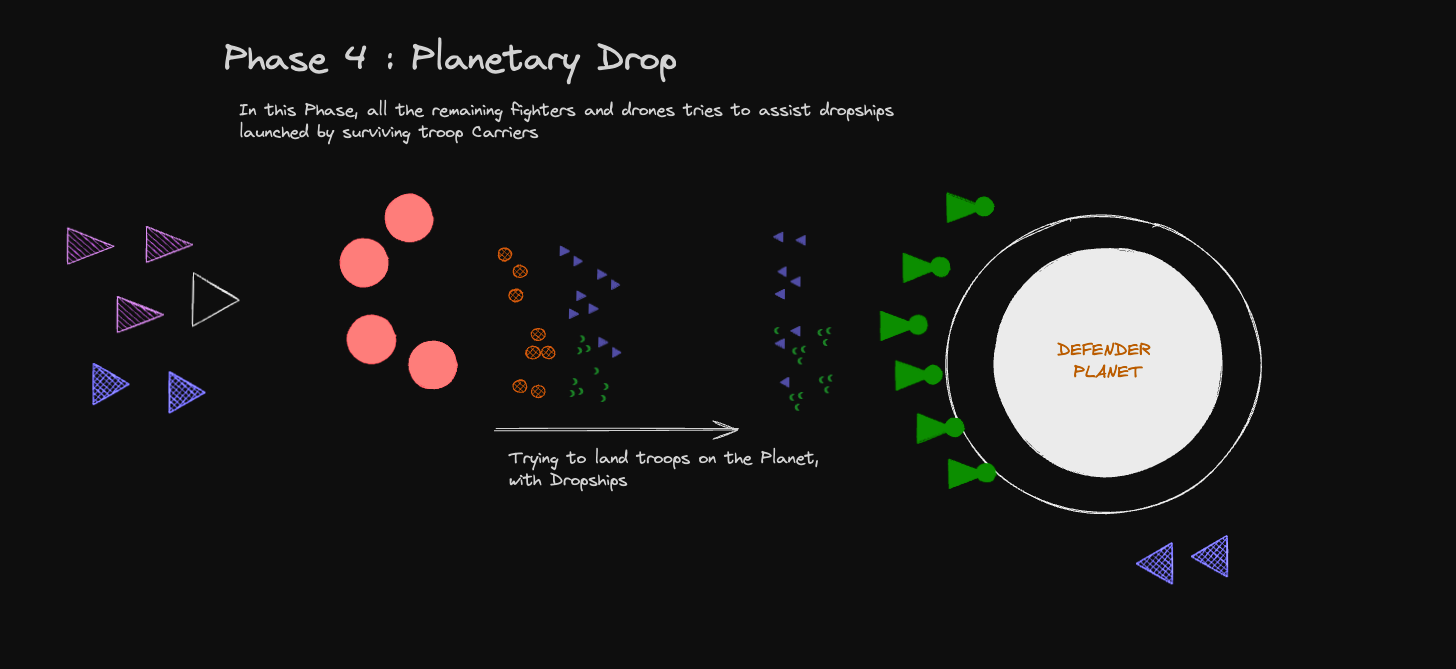 Phase 4 : Planetary Drop
In this Phase, all the remaining fighters and drones tries to assist dropships
launched by surviving troop Carriers
DEFENDER
PLANET
Trying to land troops on the Planet,
with Dropships